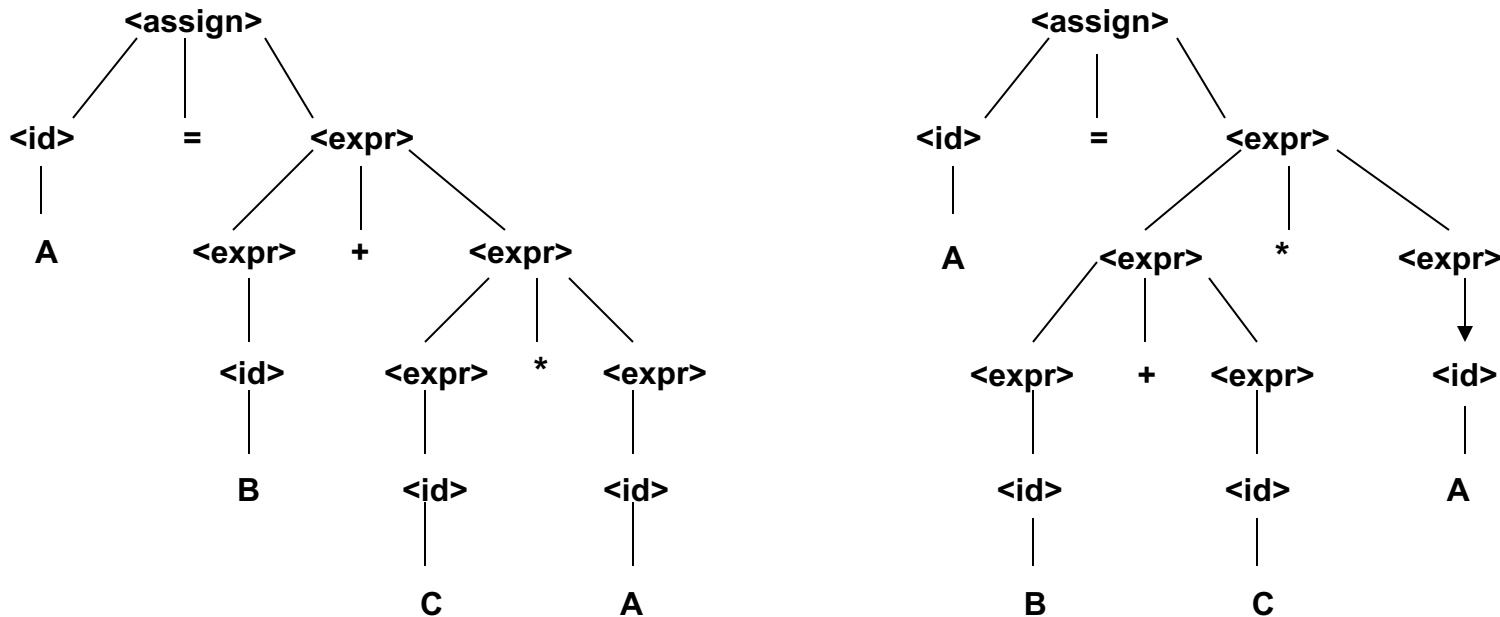 <assign> <assign>
<id> = <expr> <id> = <expr>
A <expr> + <expr> A <expr> * <expr>
<id> <expr> * <expr> <expr> + <expr> <id>
B <id> <id> <id> <id> A
C A B C